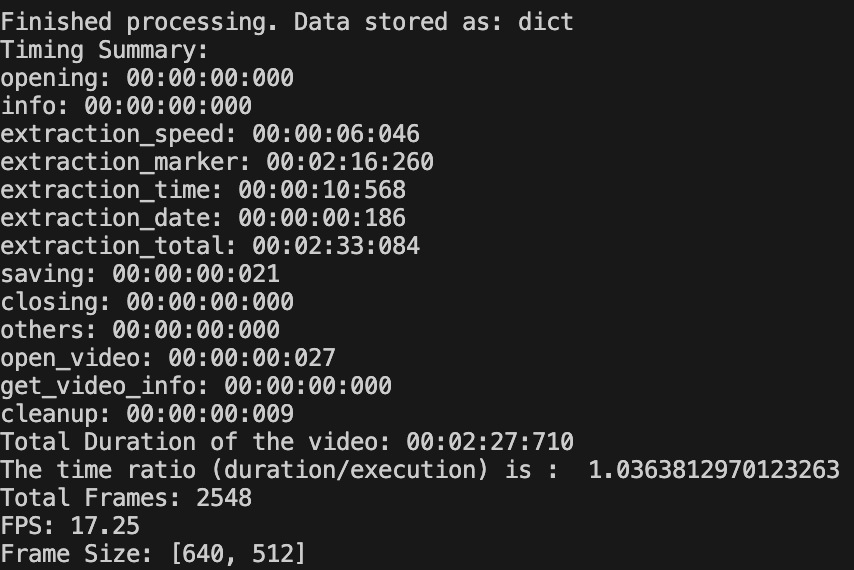 Finished processing. Data stored as: dict
Timing Summary:
opening: 00:00:00:000
info: 00:00:00:000
extraction_speed: 00:00:06:046
extraction_marker: 00:02:16:260
extraction_time: 00:00:10:568
extraction_date: 00:00:00:186
extraction_total: 00:02:33:084
saving: 00:00:00:021
closing: 00:00:00:000
others: 00:00:00:000
open_video: 00:00:00:027
get_video_info: 00:00:00:000
cleanup: 00:00:00:009
Total Duration of the video: 00:02:27:710
The time ratio (duration/execution) is :  1.0363812970123263
Total Frames: 2548
FPS: 17.25
Frame Size: [640, 512]